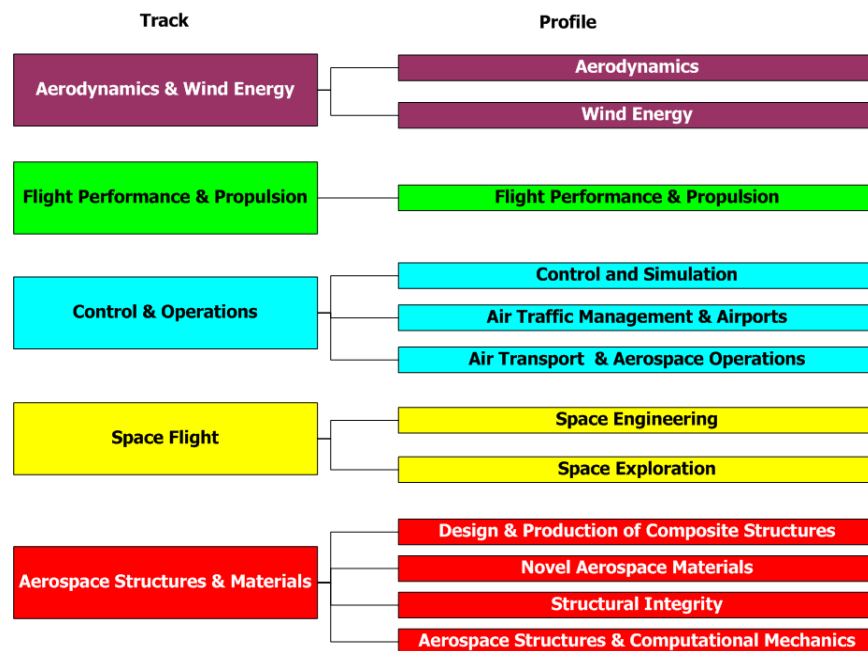 Track
Profile
Aerodynamics & Wind Energy
Aerodynamics
Wind Energy
Flight Performance & Propulsion
Flight Performance & Propulsion
Control & Operations
Control and Simulation
Air Traffic Management & Airports
Air Transport & Aerospace Operations
Space Flight
Space Engineering
Space Exploration
Aerospace Structures & Materials
Design & Production of Composite Structures
Novel Aerospace Materials
Structural Integrity
Aerospace Structures & Computational Mechanics